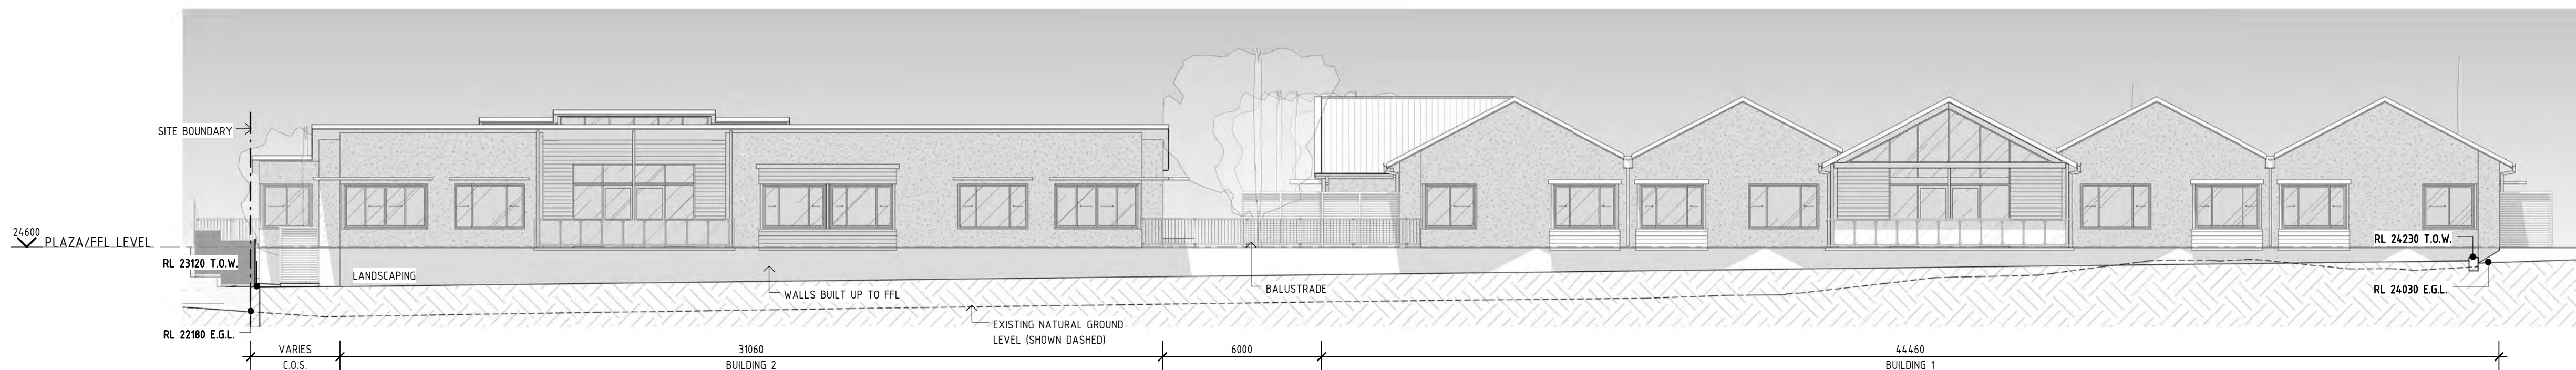 SITE BOUNDARY
24600
PLAZA/FFL LEVEL
RL 23120 T.O.W.
LANDSCAPING
WALLS BUILT UP TO FFL
BALUSTRADE
RL 24230 T.O.W.
RL 24030 E.G.L.
RL 22180 E.G.L.
EXISTING NATURAL GROUND
LEVEL (SHOWN DASHED)
VARIES
C.O.S.
31060
BUILDING 2
6000
44460
BUILDING 1